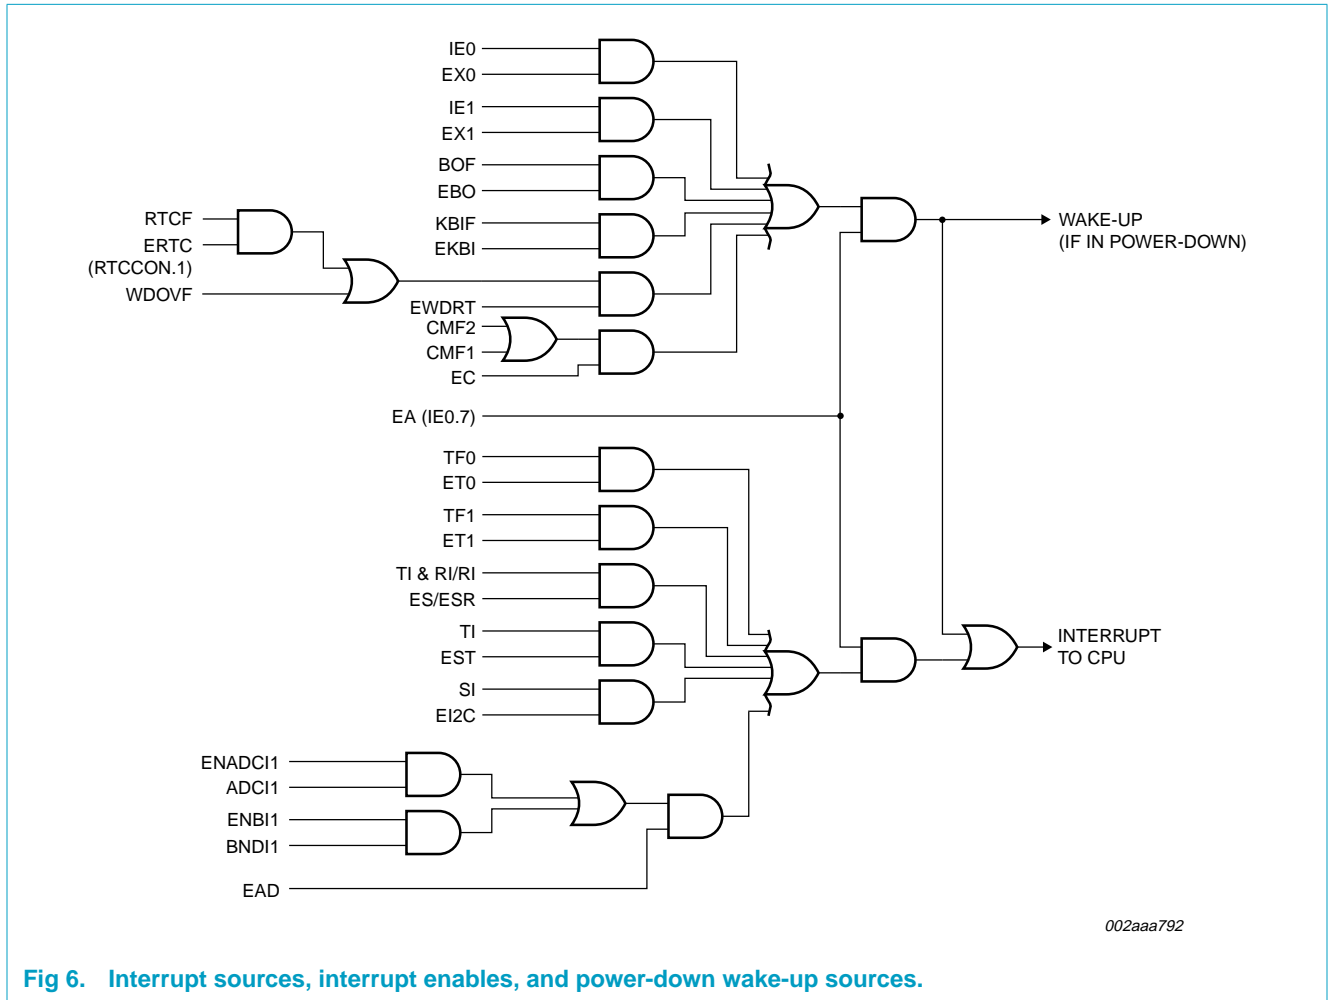 IE0
EX0
IE1
EX1
BOF
EBO
RTCF
KBIF
ERTC
EKBI
(RTCCON.1)
WDOVF
EWDRT
CMF2
CMF1
EC
WAKE-UP
(IF IN POWER-DOWN)
EA (IE0.7)
TF0
ET0
TF1
ET1
TI & RI/RI
ES/ESR
TI
EST
SI
EI2C
INTERRUPT
TO CPU
ENADCI1
ADCI1
ENBI1
BNDI1
EAD
002aaa792
Fig 6. Interrupt sources, interrupt enables, and power-down wake-up sources.